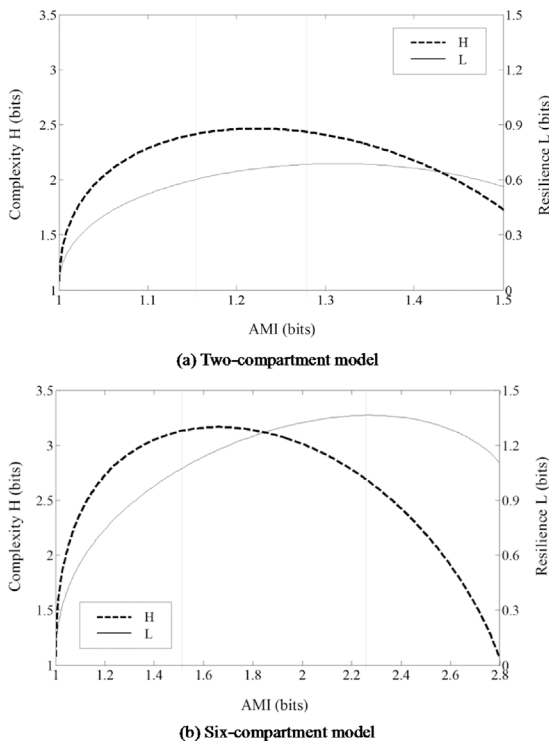 3.5
3
2.5
2
1.5
1
Complexity H (bits)
1.5
1.2
0.9
0.6
0.3
0
Resilience L (bits)
H
L
1 1.1 1.2 1.3 1.4 1.5
AMI (bits)
(a) Two-compartment model
3.5
3
2.5
2
1.5
1
Complexity H (bits)
1.5
1.2
0.9
0.6
0.3
0
Resilience L (bits)
H
L
1 1.2 1.4 1.6 1.8 2 2.2 2.4 2.6 2.8
AMI (bits)
(b) Six-compartment model